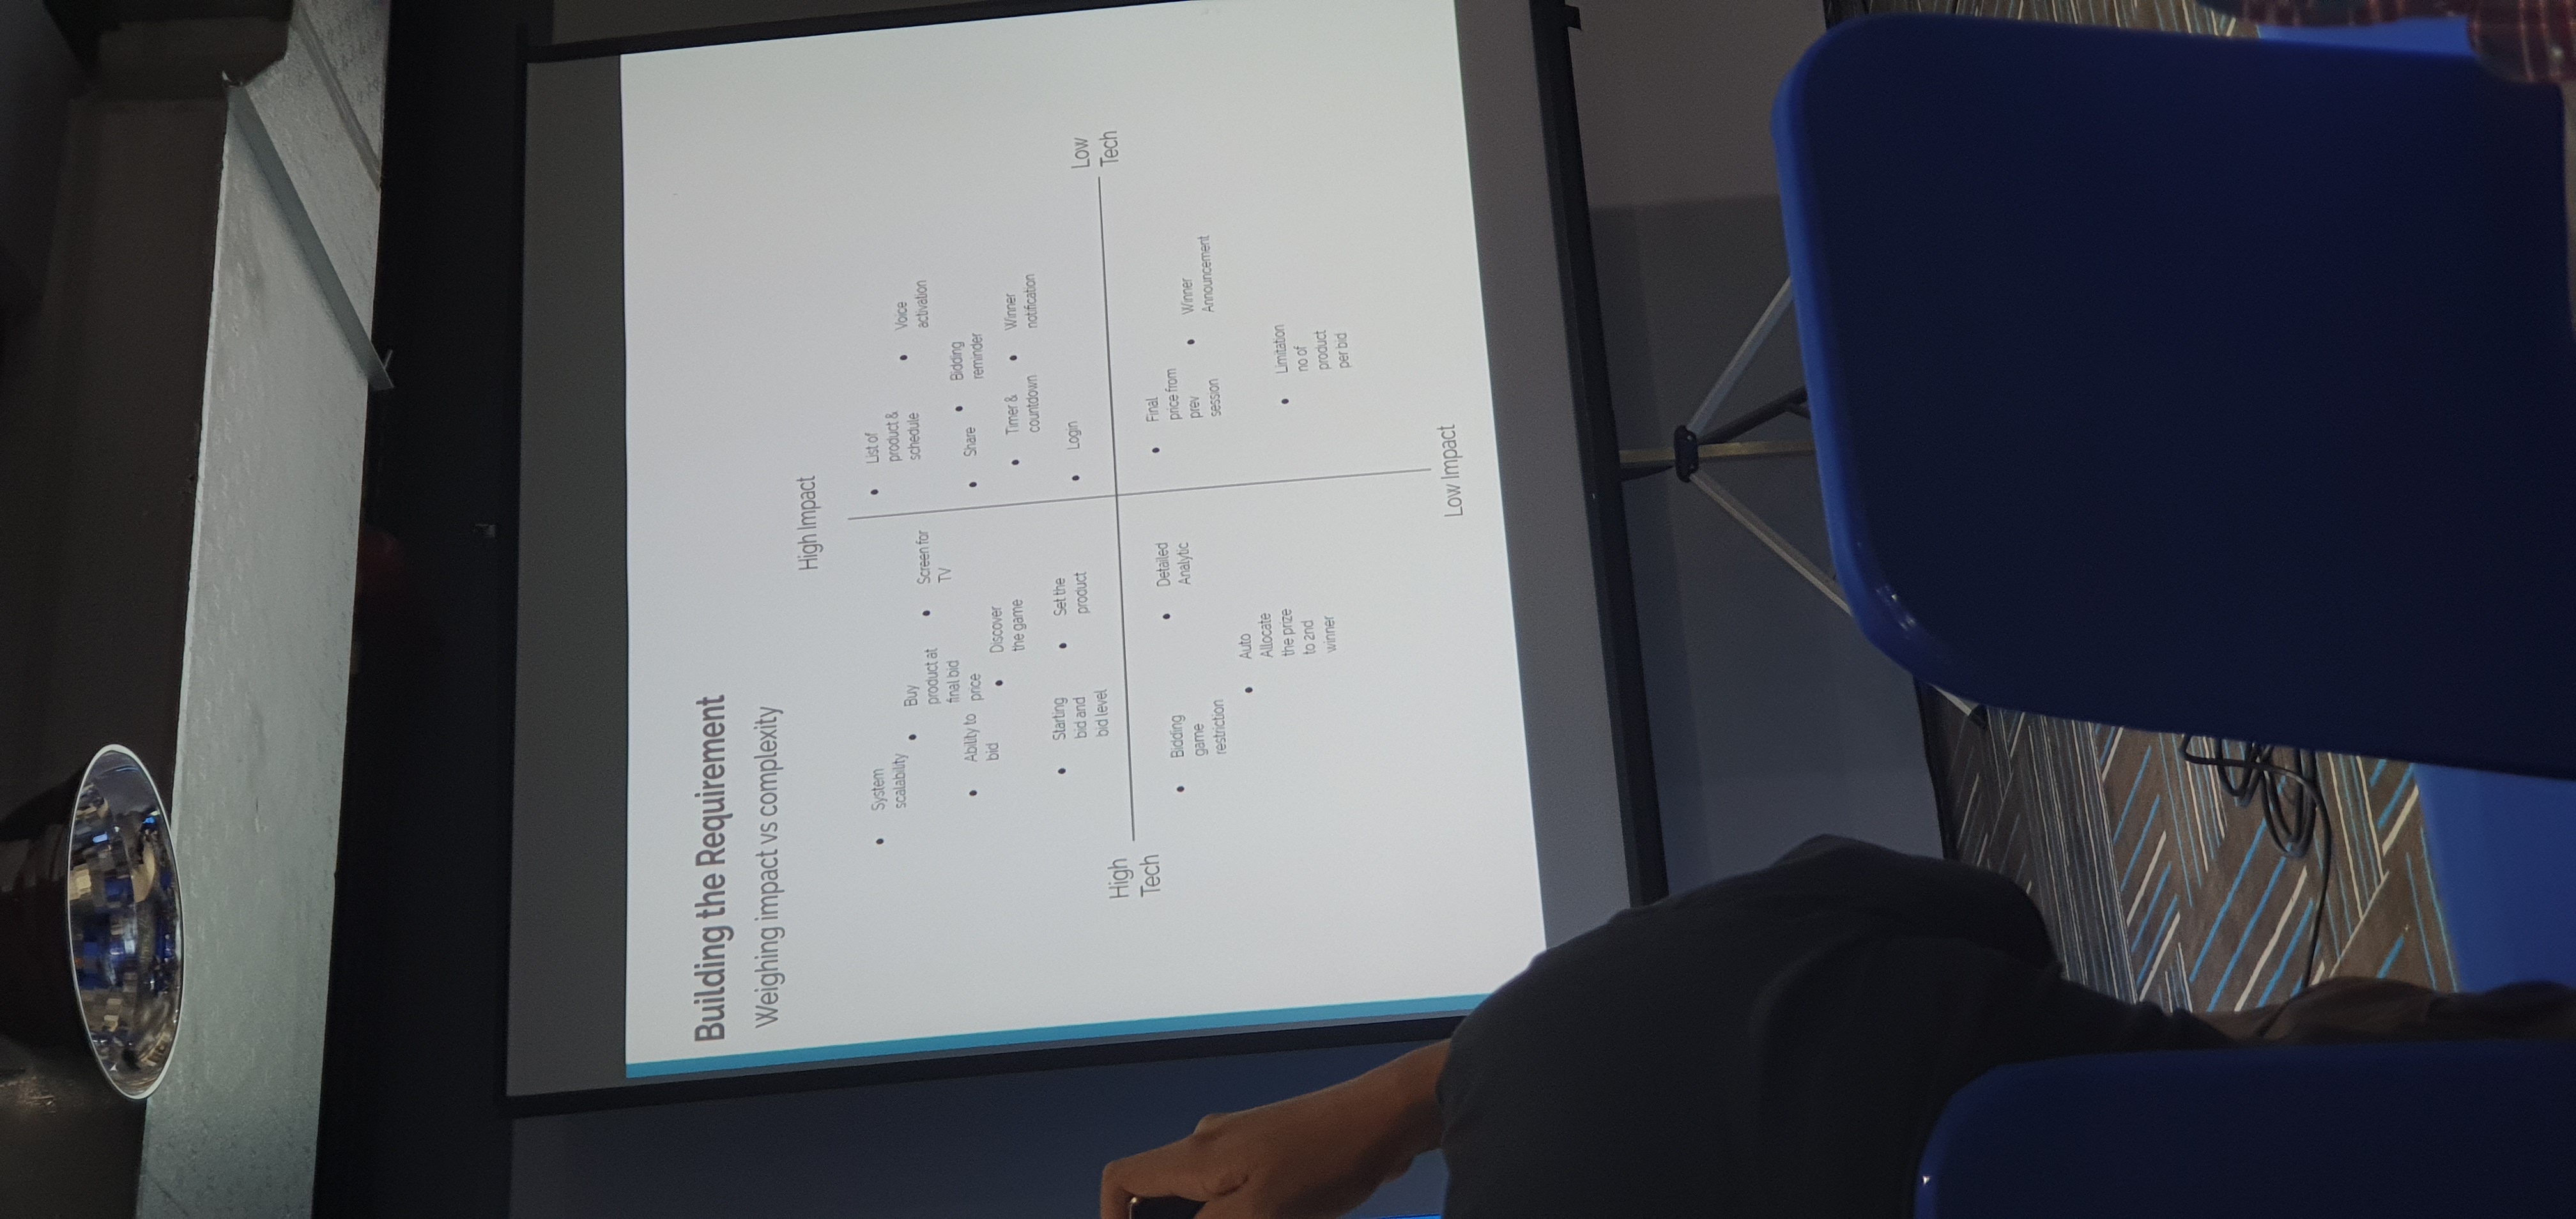 Building the Requirement
Weighing impact vs complexity
High Impact
System
scalability
Buy
product at
final bid
price
Screen for
TV
Ability to
bid
Discover
the game
Starting
bid and
bid level
Set the
product
List of
product &
schedule
Voice
activation
Share
Bidding
reminder
Timer &
countdown
Winner
notification
Login
High
Tech
Low
Tech
Bidding
game
restriction
Detailed
Analytic
Auto
Allocate
the prize
to 2nd
winner
Final
price from
prev
session
Winner
Announcement
Limitation
no of
product
per bid
Low Impact